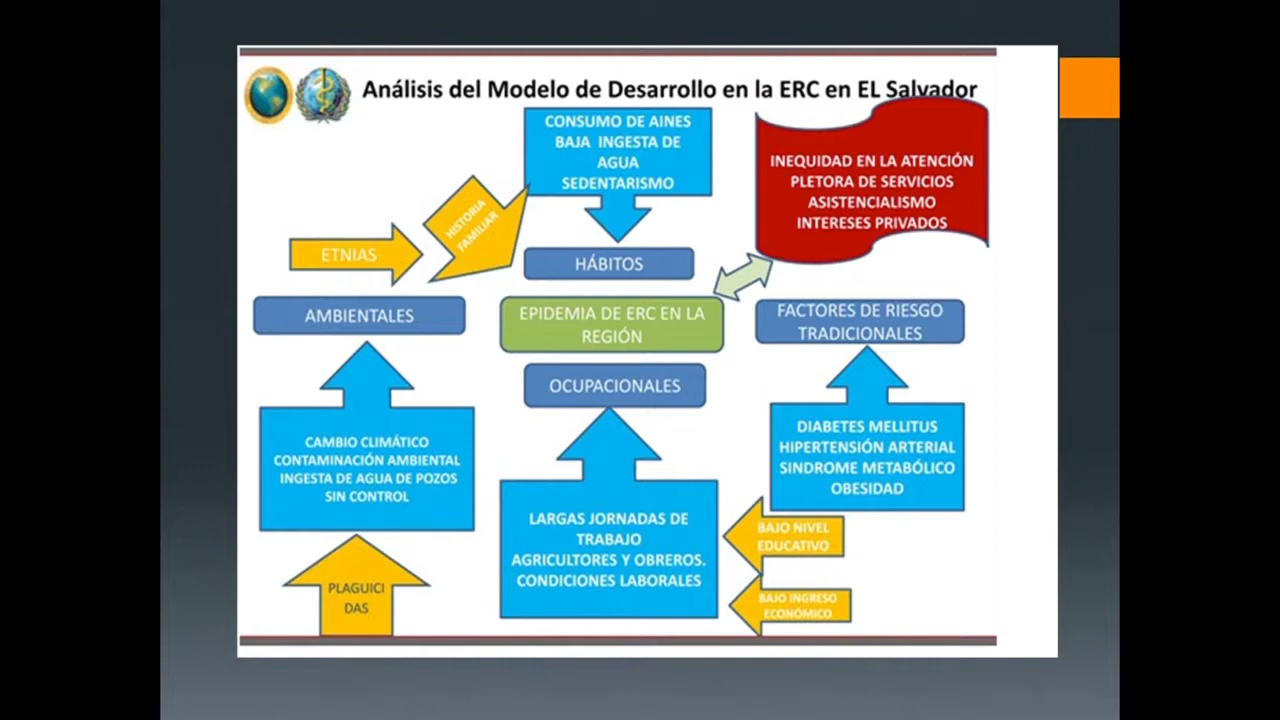 Análisis del Modelo de Desarrollo en la ERC en EL Salvador
CONSUMO DE AINES
BAJA INGESTA DE
AGUA
SEDENTARISMO
INEQUIDAD EN LA ATENCIÓN
PLETORA DE SERVICIOS
ASISTENCIALISMO
INTERESES PRIVADOS
HISTORIA
FAMILIAR
ETNIAS
HÁBITOS
AMBIENTALES
EPIDEMIA DE ERC EN LA
REGIÓN
FACTORES DE RIESGO
TRADICIONALES
OCUPACIONALES
CAMBIO CLIMÁTICO
CONTAMINACIÓN AMBIENTAL
INGESTA DE AGUA DE POZOS
SIN CONTROL
DIABETES MELLITUS
HIPERTENSIÓN ARTERIAL
SINDROME METABÓLICO
OBESIDAD
LARGAS JORNADAS DE
TRABAJO
AGRICULTORES Y OBREROS.
CONDICIONES LABORALES
BAJO NIVEL
EDUCATIVO
PLAGUICI
DAS
BAJO INGRESO
ECONÓMICO